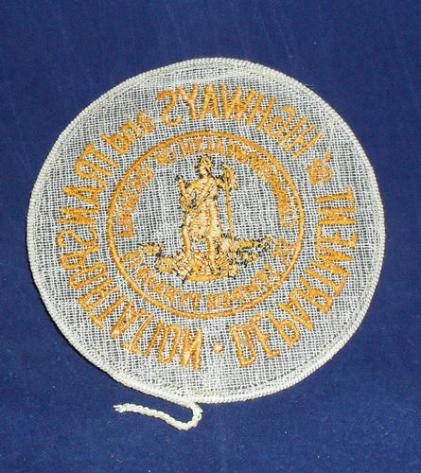 DEPARTMENT of HIGHWAYS and TRANSPORTATION